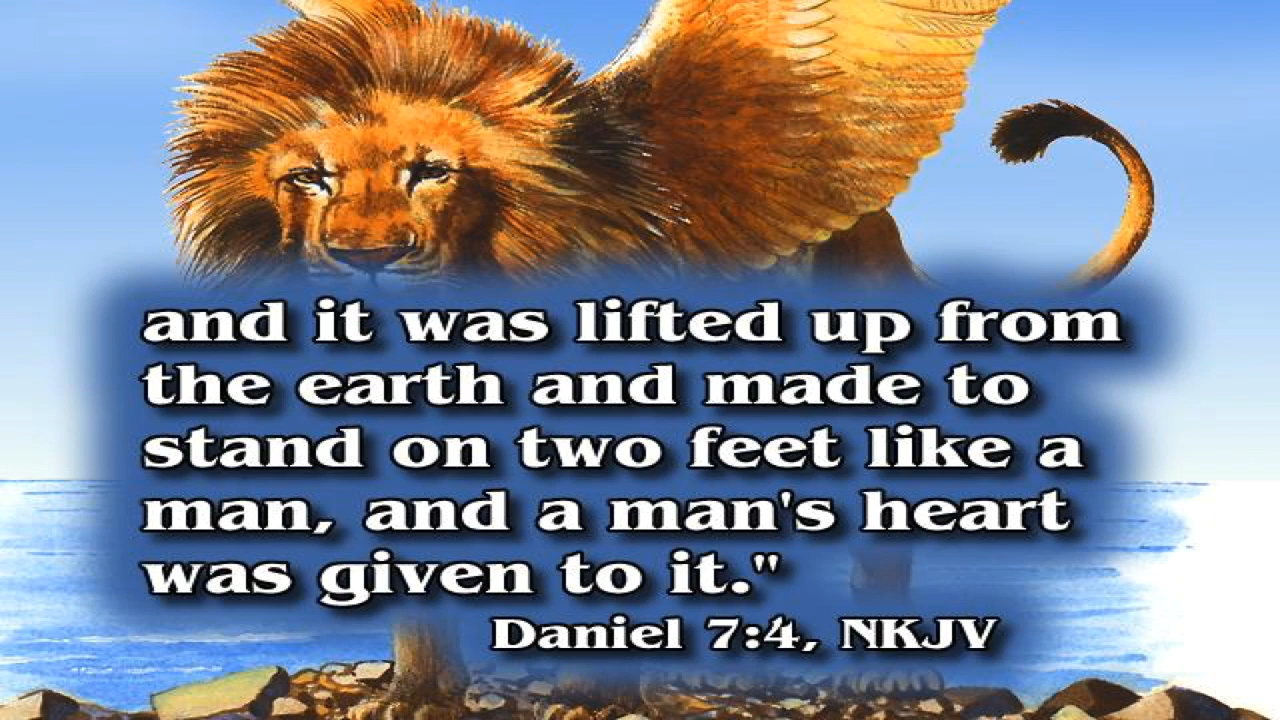 and it was lifted up from
the earth and made to
stand on two feet like a
man, and a man's heart
was given to it."
Daniel 7:4, NKJV